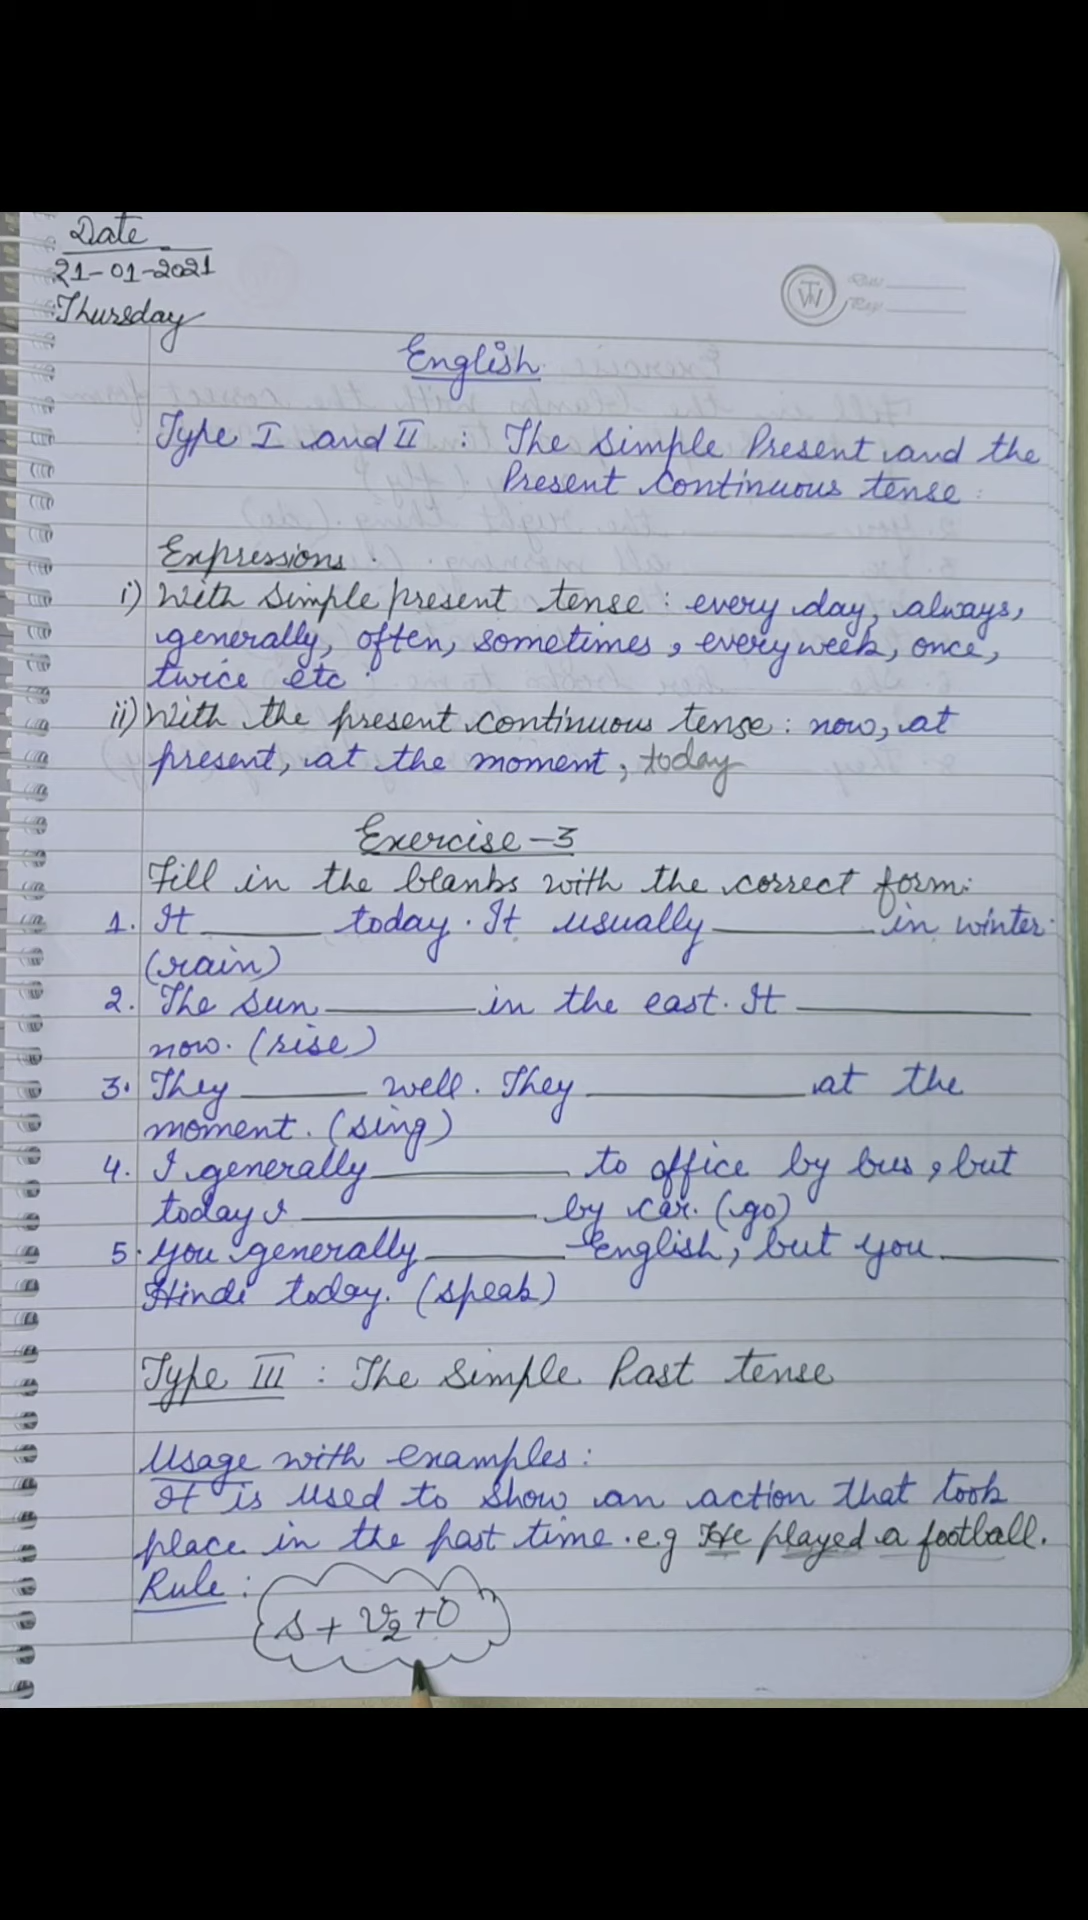 Date
21-01-2021
Thursday
English
Type I and II : The Simple Present and the
Present Continuous tense
Expressions
i) With simple present tense : every day, always,
generally, often, sometimes, every week, once,
twice etc.
ii) With the present continuous tense : now, at
present, at the moment, today
Exercise-3
Fill in the blanks with the correct form:
1. It ______ today. It usually ______ in winter.
(rain)
2. The sun ______ in the east. It ______
now. (rise)
3. They ______ well. They ______ at the
moment. (sing)
4. I generally ______ to office by bus, but
today I ______ by car. (go)
5. You generally ______ English, but you ______
Hindi today. (speak)
Type III : The Simple Past tense
Usage with examples :
It is used to show an action that took
place in the past time. e.g He played a football.
Rule :
S + V2 + O